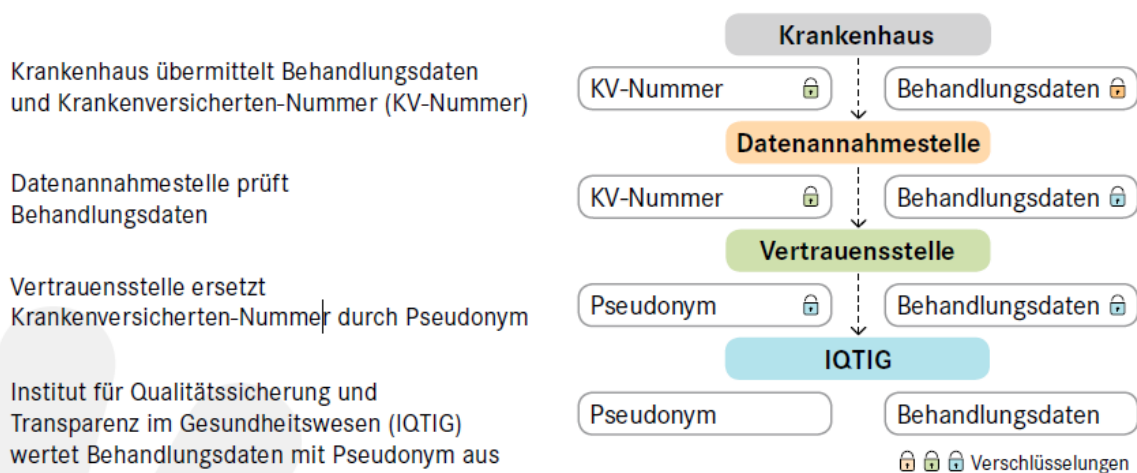 Krankenhaus
Krankenhaus übermittelt Behandlungsdaten
und Krankenversicherten-Nummer (KV-Nummer)
KV-Nummer
Behandlungsdaten
Datenannahmestelle
Datenannahmestelle prüft
Behandlungsdaten
KV-Nummer
Behandlungsdaten
Vertrauensstelle
Vertrauensstelle ersetzt
Krankenversicherten-Nummer durch Pseudonym
Pseudonym
Behandlungsdaten
IQTIG
Institut für Qualitätssicherung und
Transparenz im Gesundheitswesen (IQTIG)
wertet Behandlungsdaten mit Pseudonym aus
Pseudonym
Behandlungsdaten
Verschlüsselungen